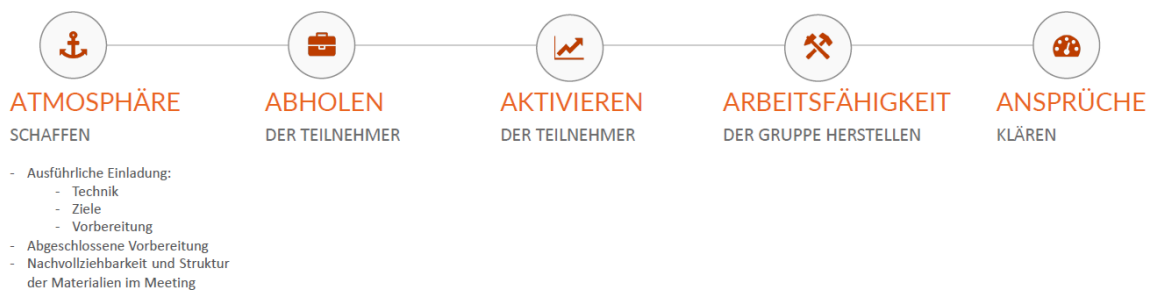 ATMOSPHÄRE
SCHAFFEN
- Ausführliche Einladung:
- Technik
- Ziele
- Vorbereitung
- Abgeschlossene Vorbereitung
- Nachvollziehbarkeit und Struktur
der Materialien im Meeting
ABHOLEN
DER TEILNEHMER
AKTIVIEREN
DER TEILNEHMER
ARBEITSFÄHIGKEIT
DER GRUPPE HERSTELLEN
ANSPRÜCHE
KLÄREN